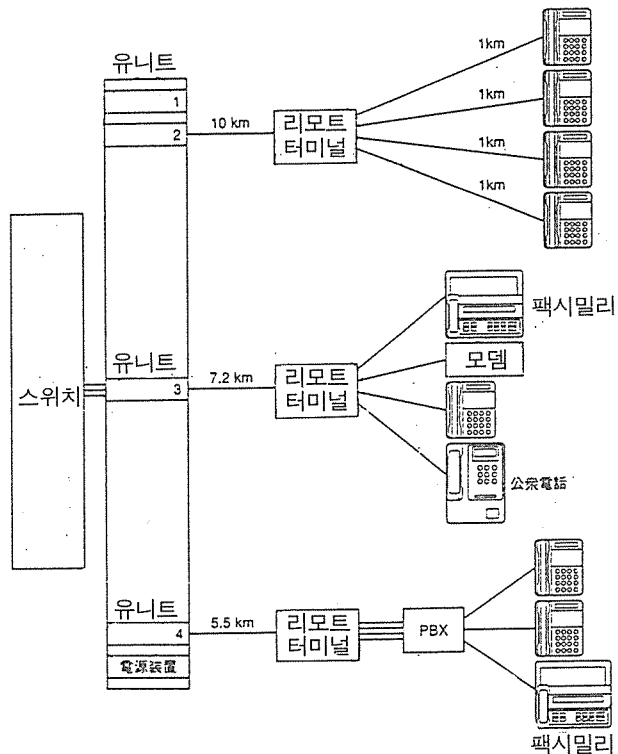 유니트
1
2
10 km
리모트
터미널
1km
1km
1km
1km
스위치
유니트
3
7.2 km
리모트
터미널
팩시밀리
모뎀
公衆電話
유니트
4
電源装置
5.5 km
리모트
터미널
PBX
팩시밀리